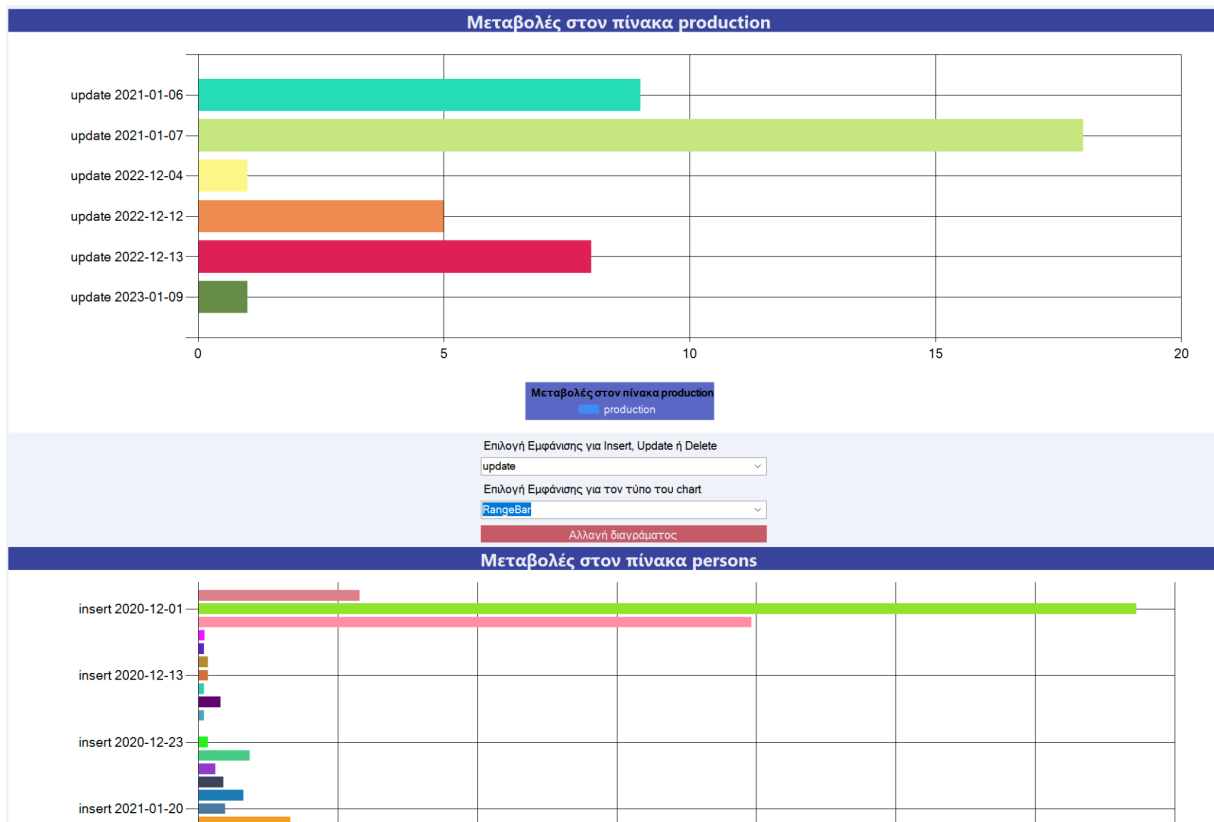 Μεταβολές στον πίνακα production
update 2021-01-06
update 2021-01-07
update 2022-12-04
update 2022-12-12
update 2022-12-13
update 2023-01-09
0 5 10 15 20
Μεταβολές στον πίνακα production
production
Επιλογή Εμφάνισης για Insert, Update ή Delete
update
Επιλογή Εμφάνισης για τον τύπο του chart
RangeBar
Αλλαγή διαγράματος
Μεταβολές στον πίνακα persons
insert 2020-12-01
insert 2020-12-13
insert 2020-12-23
insert 2021-01-20